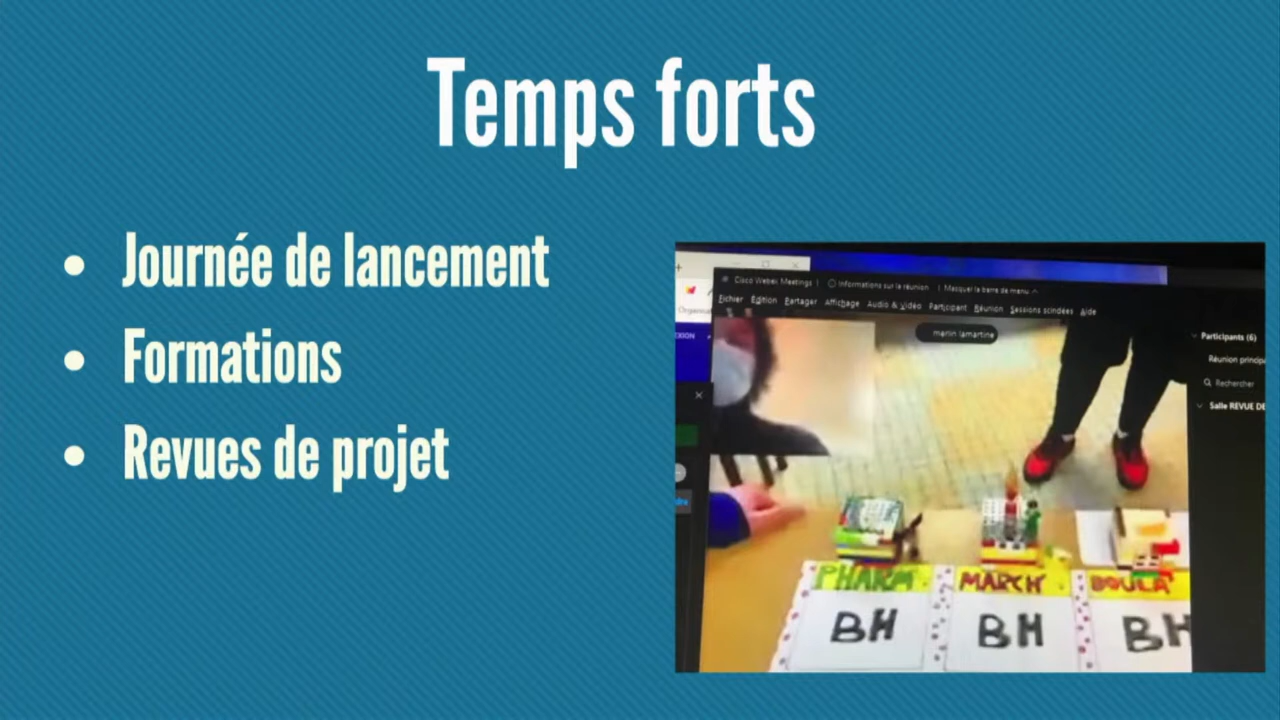 Temps forts
Journée de lancement
Formations
Revues de projet
Cisco Webex Meetings
Informations sur la réunion
Masquer la barre de menu
Fichier Édition Partager Affichage Audio & Vidéo Participant Réunion Sessions scindées Aide
Participants (6)
Rechercher
PHARM
MARCH
BOULA
BH
BH
BH